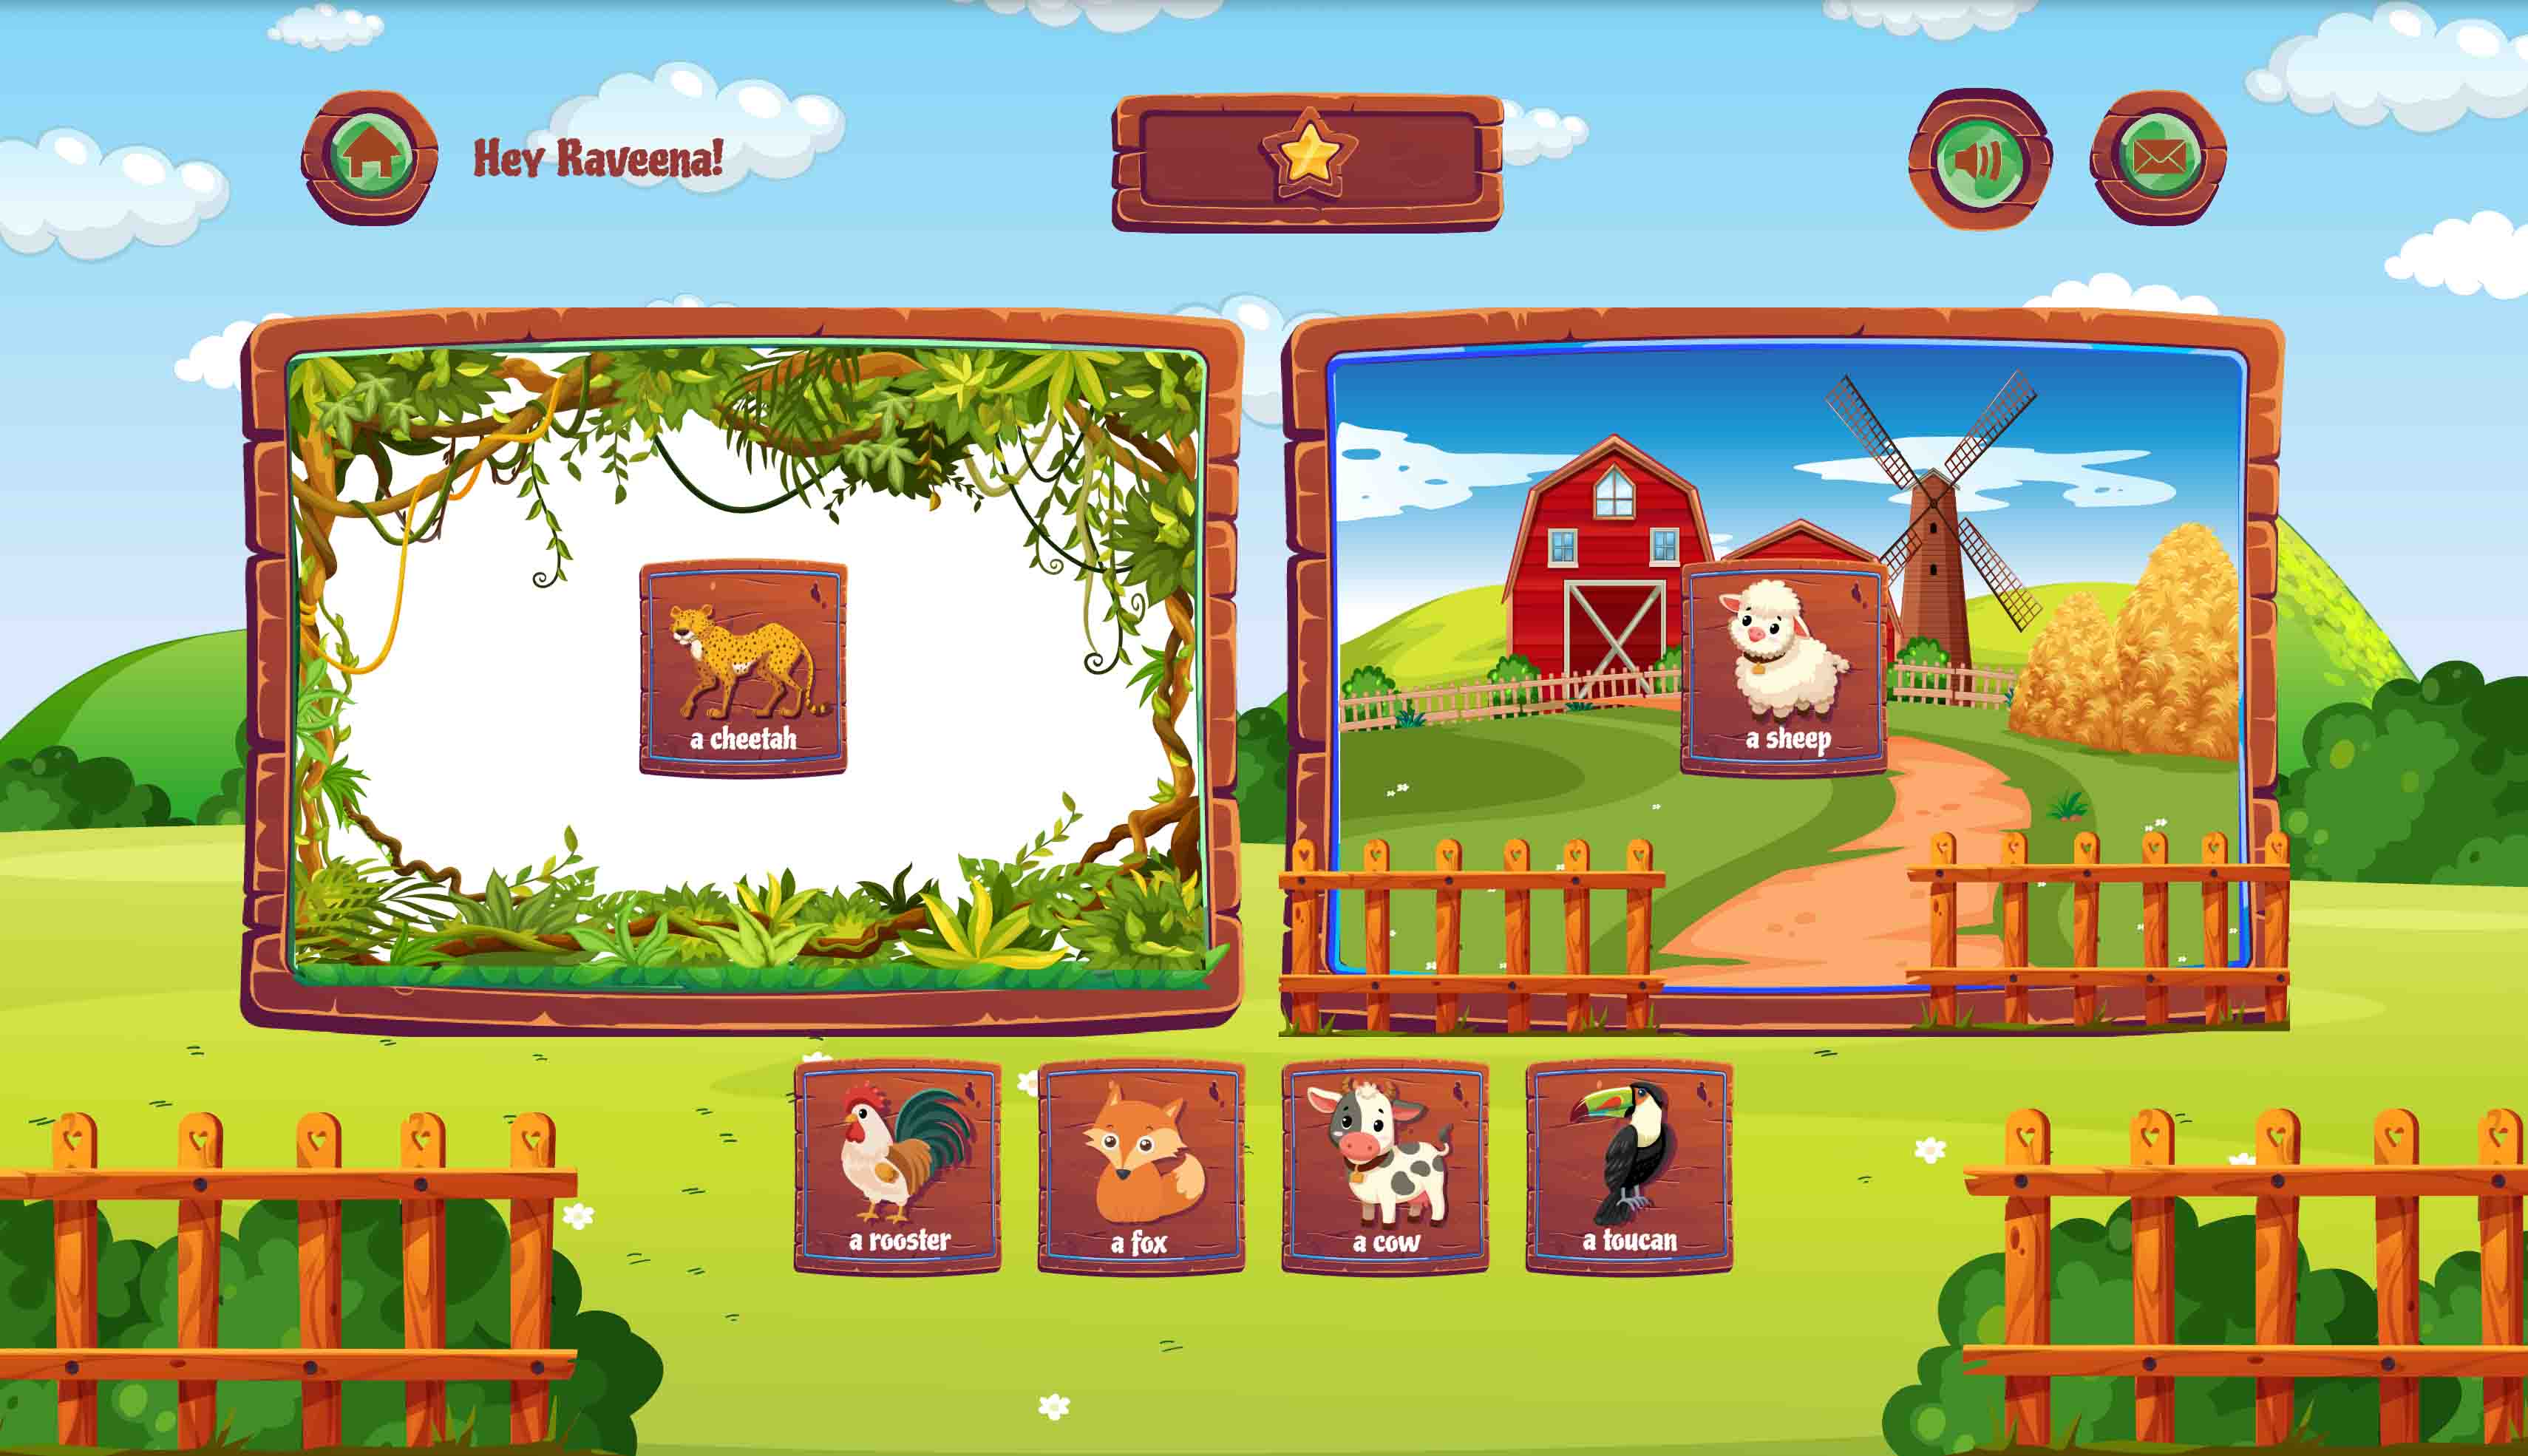 Hey Raveena!
a cheetah
a sheep
a rooster
a fox
a cow
a toucan